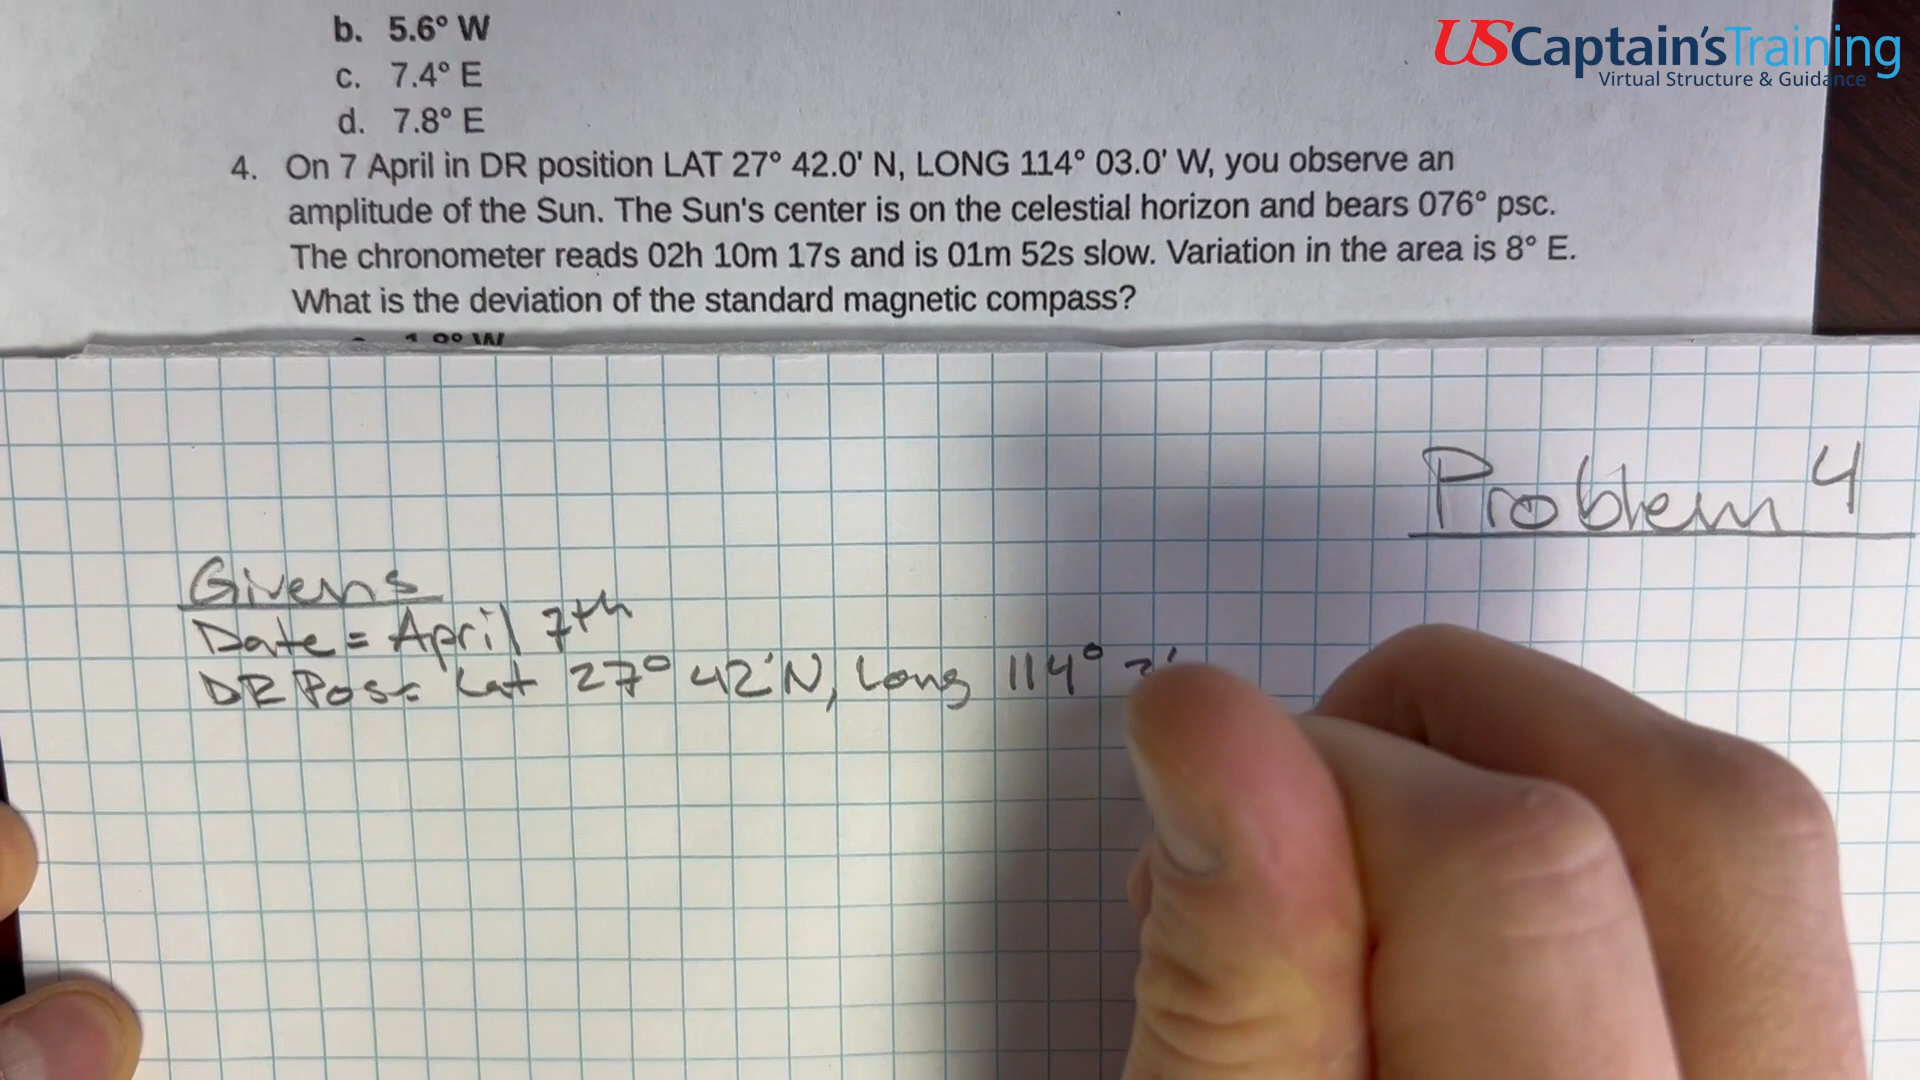 USCaptain'sTraining
Virtual Structure & Guidance
b. 5.6° W
c. 7.4° E
d. 7.8° E
4. On 7 April in DR position LAT 27° 42.0' N, LONG 114° 03.0' W, you observe an
amplitude of the Sun. The Sun's center is on the celestial horizon and bears 076° psc.
The chronometer reads 02h 10m 17s and is 01m 52s slow. Variation in the area is 8° E.
What is the deviation of the standard magnetic compass?
Problem 4
Givens
Date = April 7th
DR Pos = Lat 27° 42' N, Long 114°